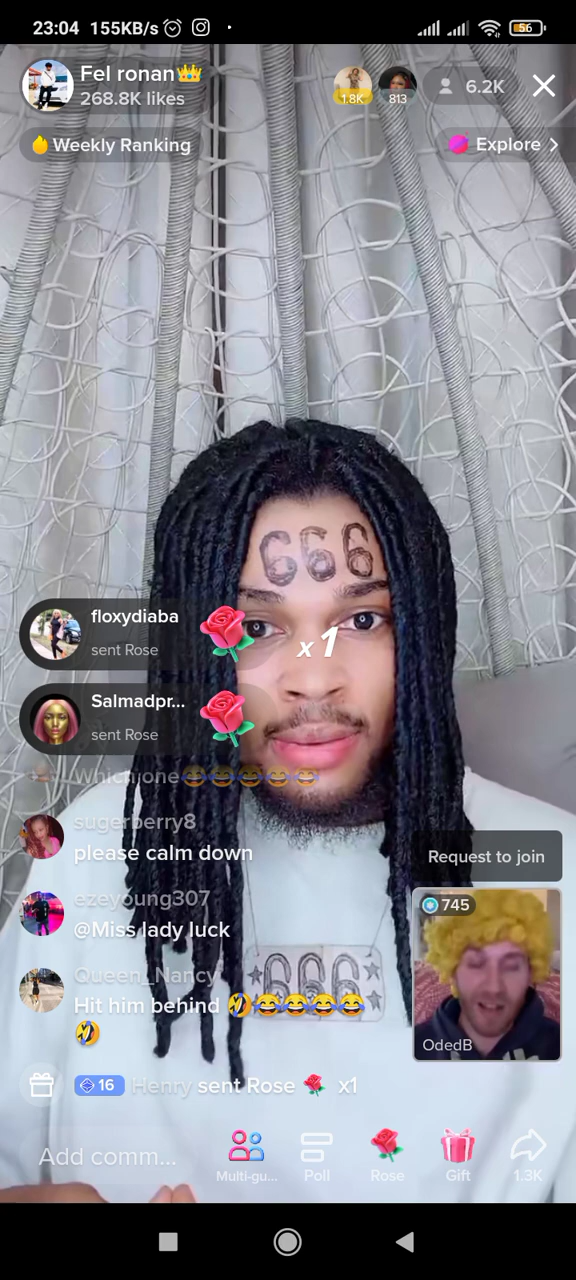 23:04 155KB/s
56
Fel ronan👑
268.8K likes
1.8K
813
6.2K
Weekly Ranking
Explore
666
floxydiaba
sent Rose
x1
Salmadpr...
sent Rose
Whichjone😂😂😂😂😂
sugerberry8
please calm down
Request to join
ezeyoung307
@Miss lady luck
745
Queen_Nancy
Hit him behind 🤣😂😂😂😂
🤣
666
OdedB
16 Henry sent Rose 🌹 x1
Add comm...
Multi-gu...
Poll
Rose
Gift
1.3K